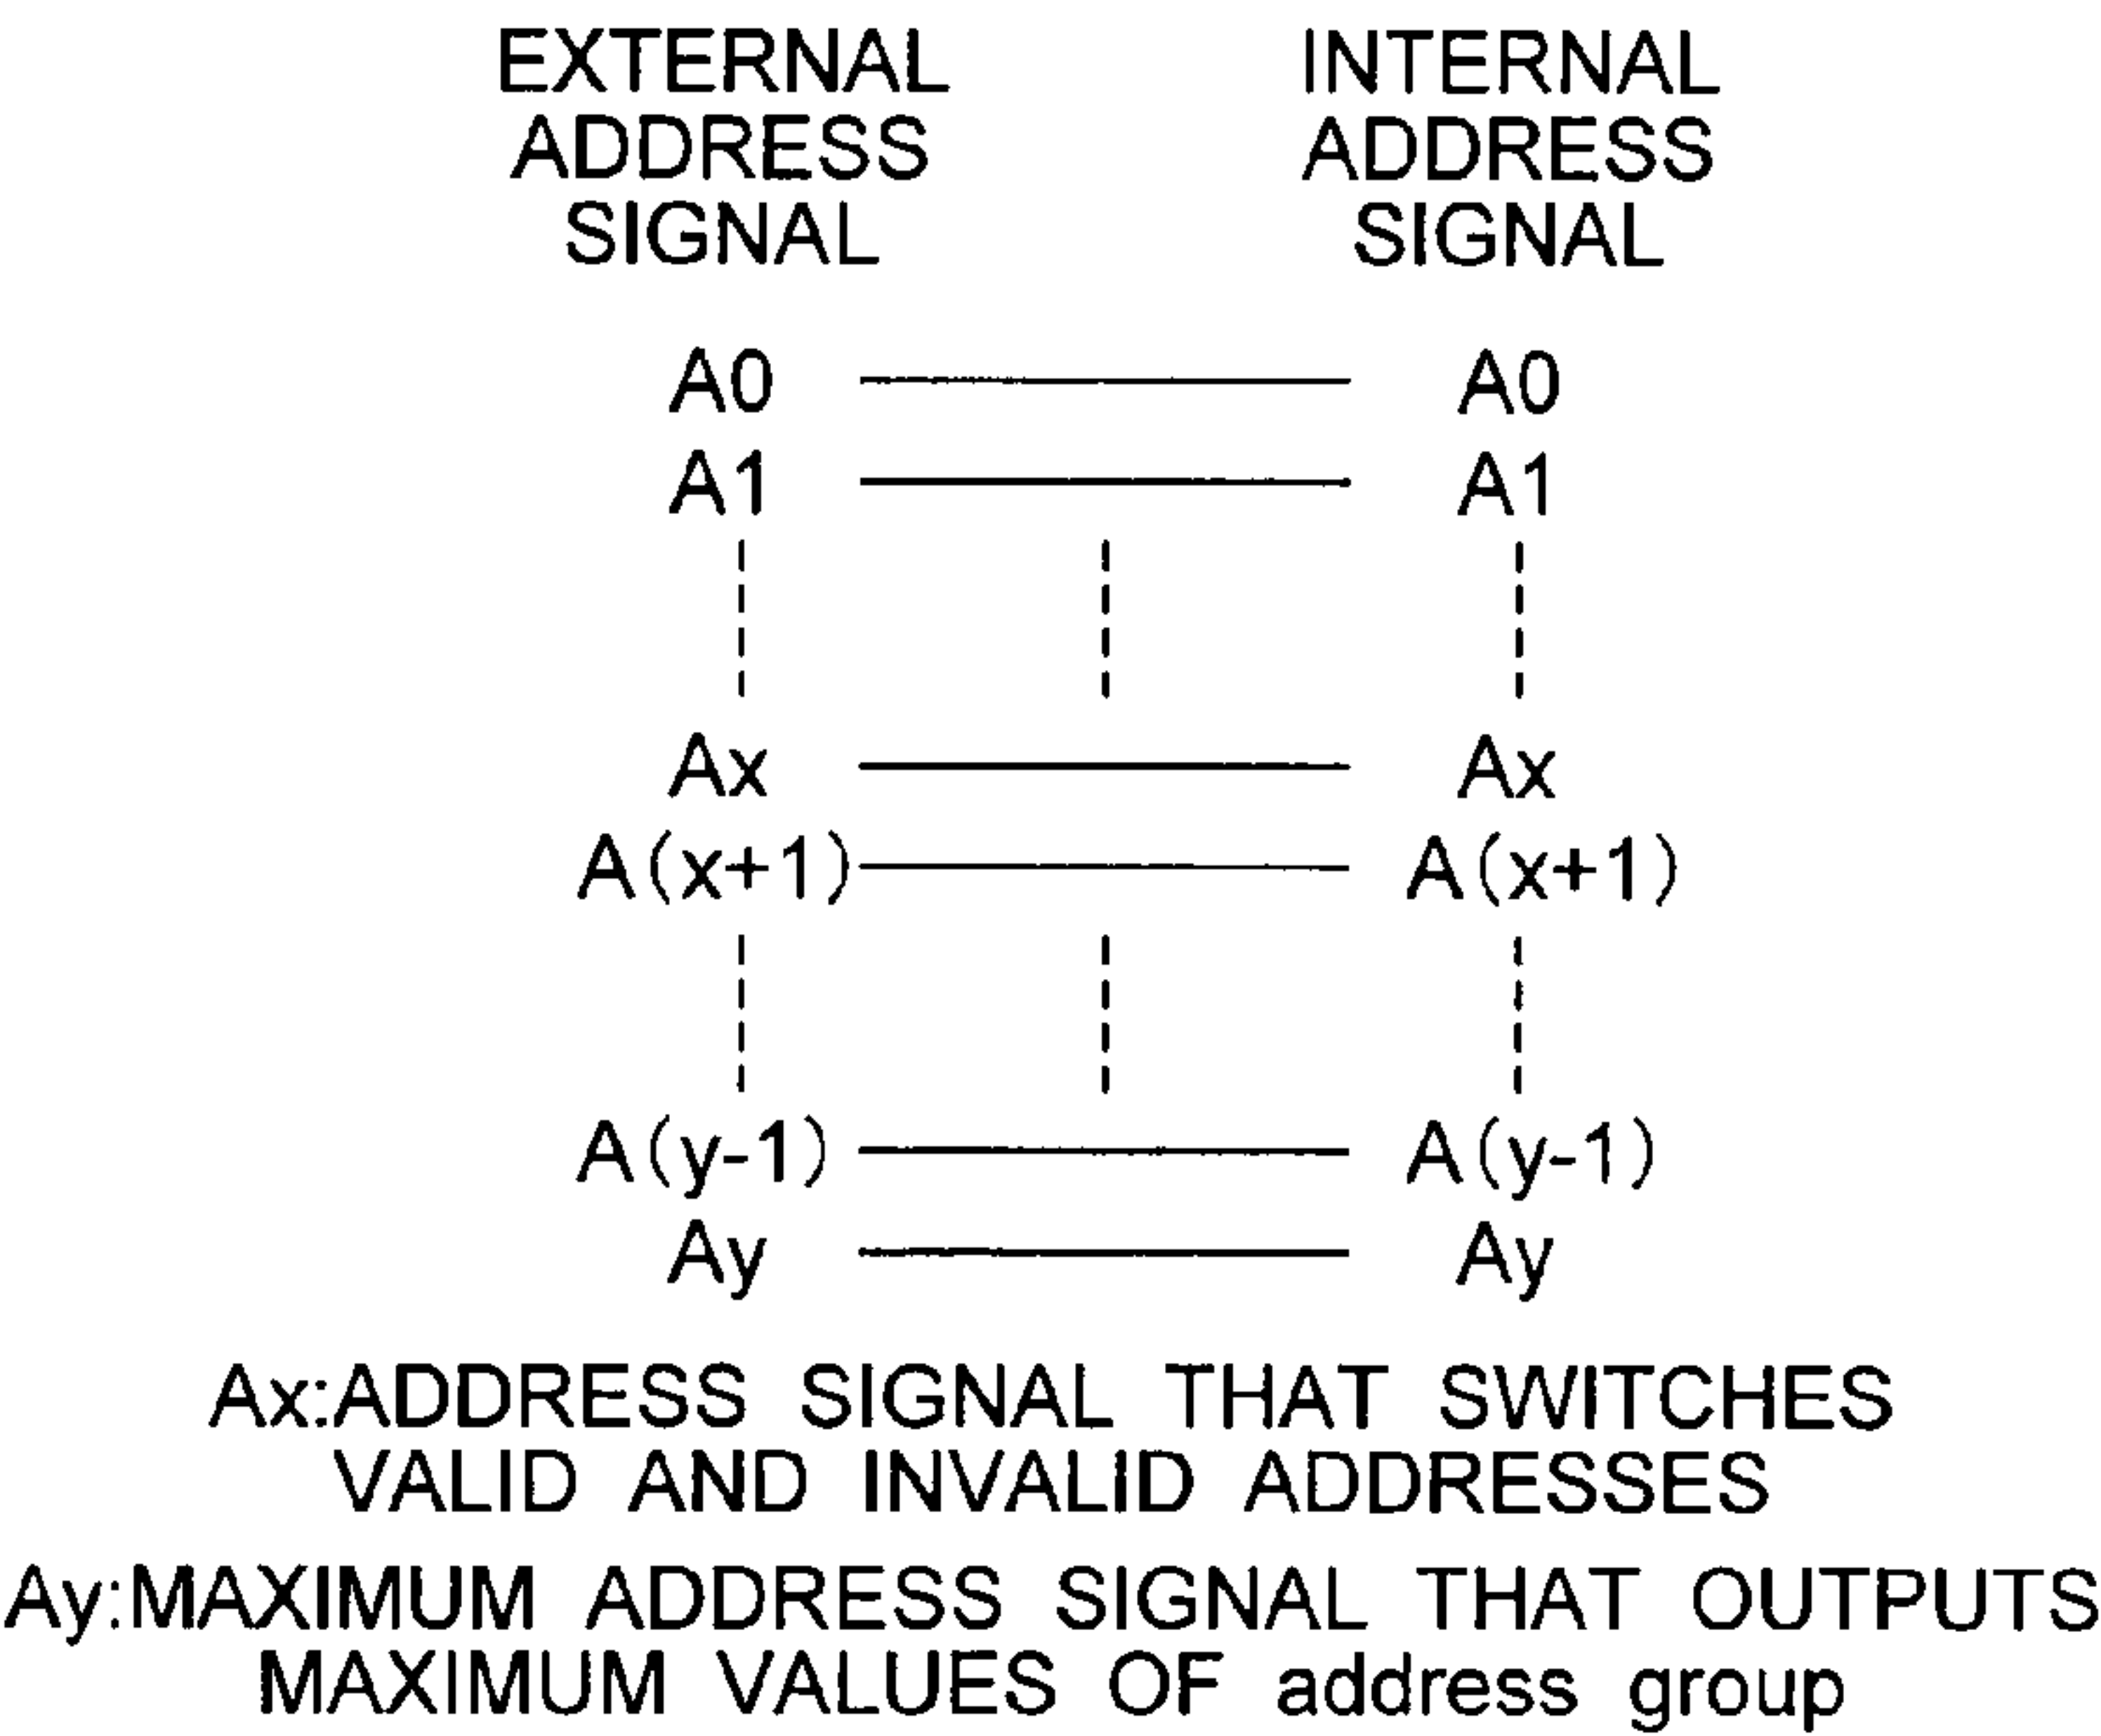 EXTERNAL ADDRESS SIGNAL
INTERNAL ADDRESS SIGNAL
A0 A0
A1 A1
Ax Ax
A(x+1) A(x+1)
A(y-1) A(y-1)
Ay Ay
Ax:ADDRESS SIGNAL THAT SWITCHES
VALID AND INVALID ADDRESSES
Ay:MAXIMUM ADDRESS SIGNAL THAT OUTPUTS
MAXIMUM VALUES OF address group